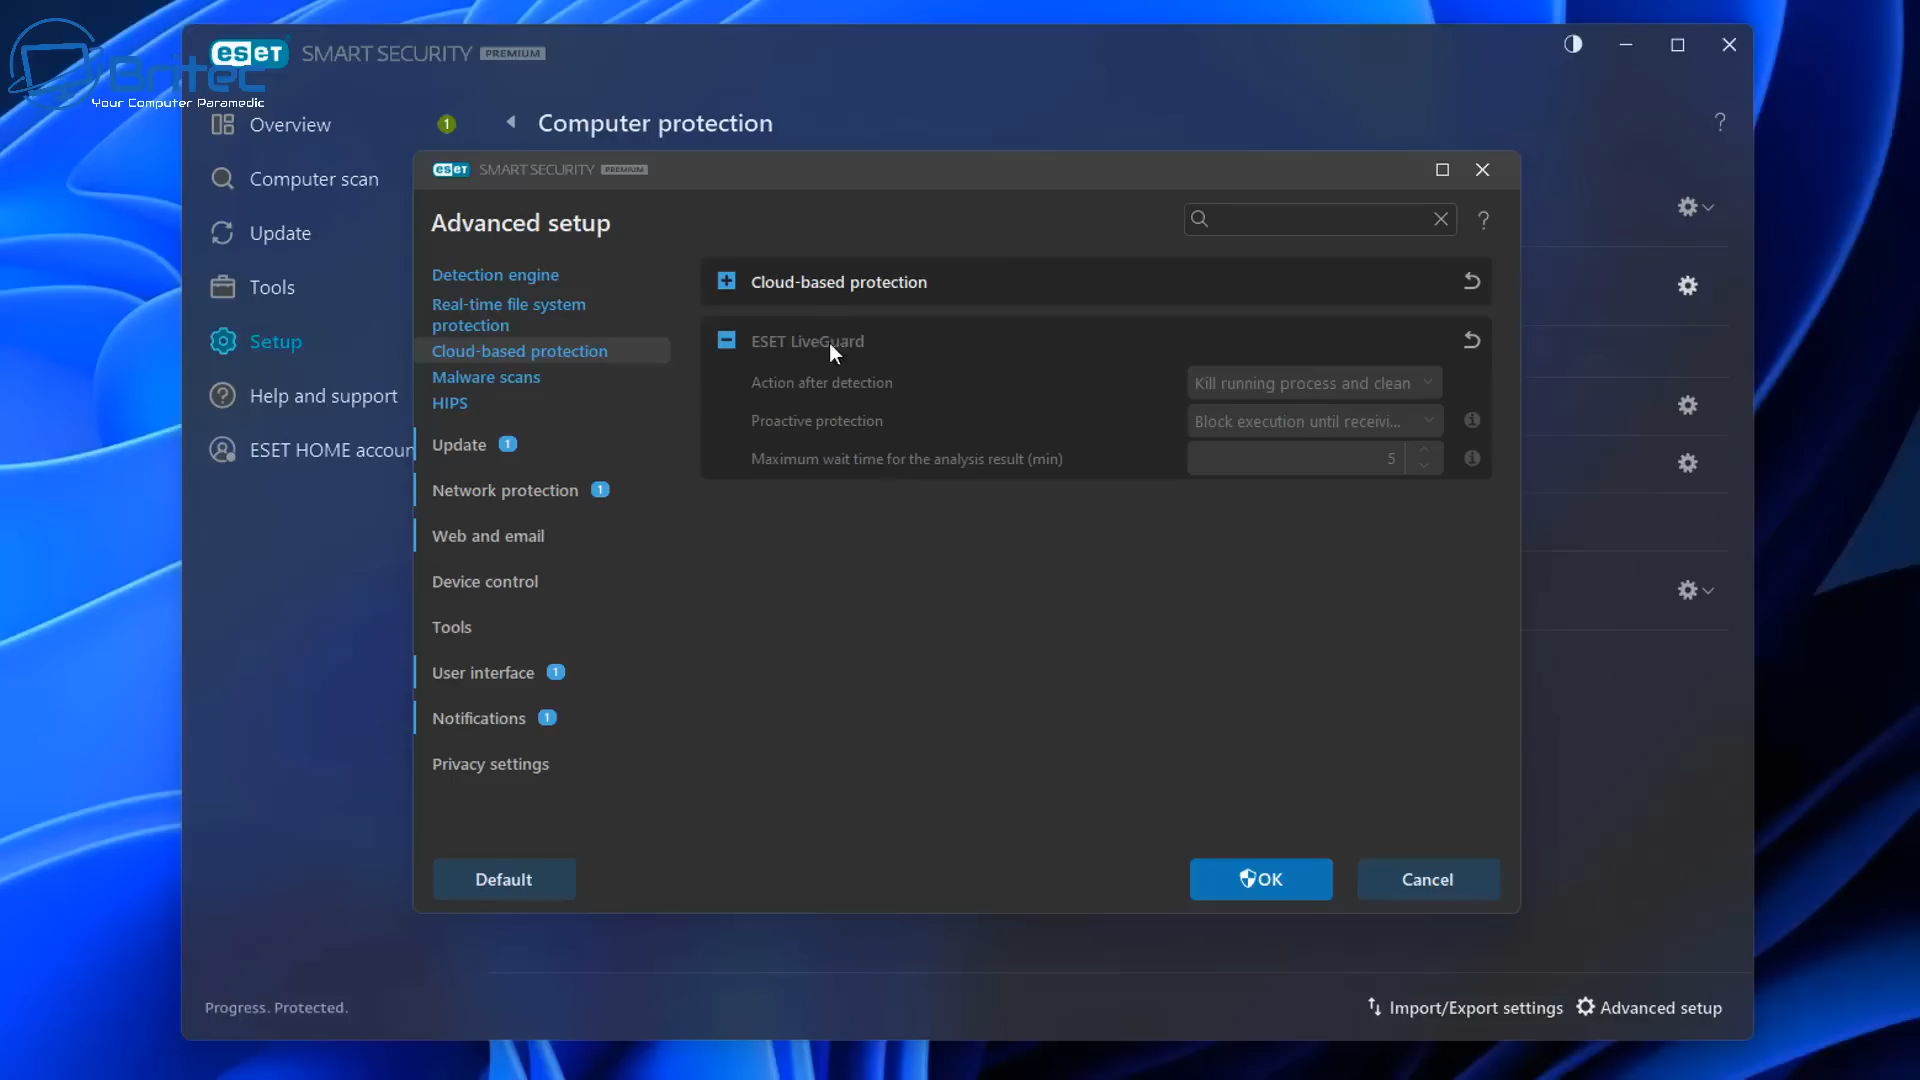 eseT SMART SECURITY PREMIUM
Britec
Your Computer Paramedic
Overview
1
Computer protection
?
Computer scan
Update
Tools
Setup
Help and support
ESET HOME accoun
eseT SMART SECURITY PREMIUM
Advanced setup
?
Detection engine
Real-time file system
protection
Cloud-based protection
Malware scans
HIPS
Update 1
Network protection 1
Web and email
Device control
Tools
User interface 1
Notifications 1
Privacy settings
Cloud-based protection
ESET LiveGuard
Action after detection
Kill running process and clean
Proactive protection
Block execution until receivi...
Maximum wait time for the analysis result (min)
5
Default
OK
Cancel
Progress. Protected.
Import/Export settings
Advanced setup